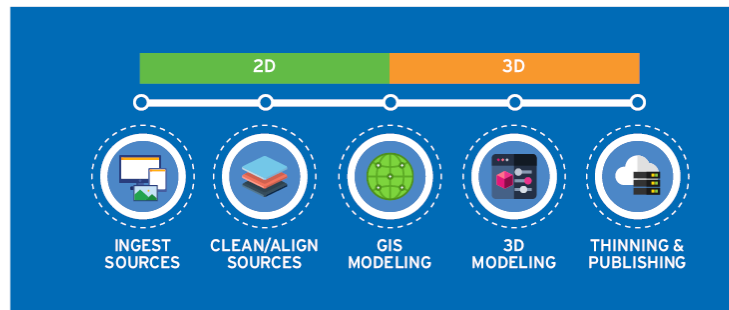 2D
3D
INGEST
SOURCES
CLEAN/ALIGN
SOURCES
GIS
MODELING
3D
MODELING
THINNING &
PUBLISHING